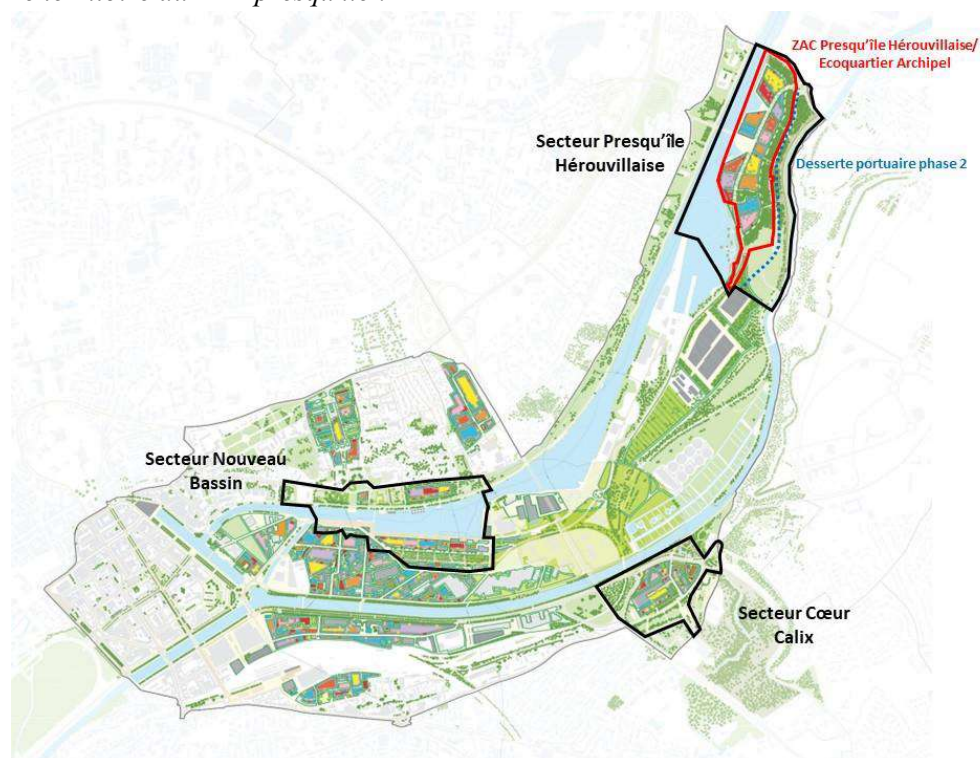 ZAC Presqu'île Hérouvillaise/
Ecoquartier Archipel
Secteur Presqu'île
Hérouvillaise
Desserte portuaire phase 2
Secteur Nouveau
Bassin
Secteur Cœur
Calix